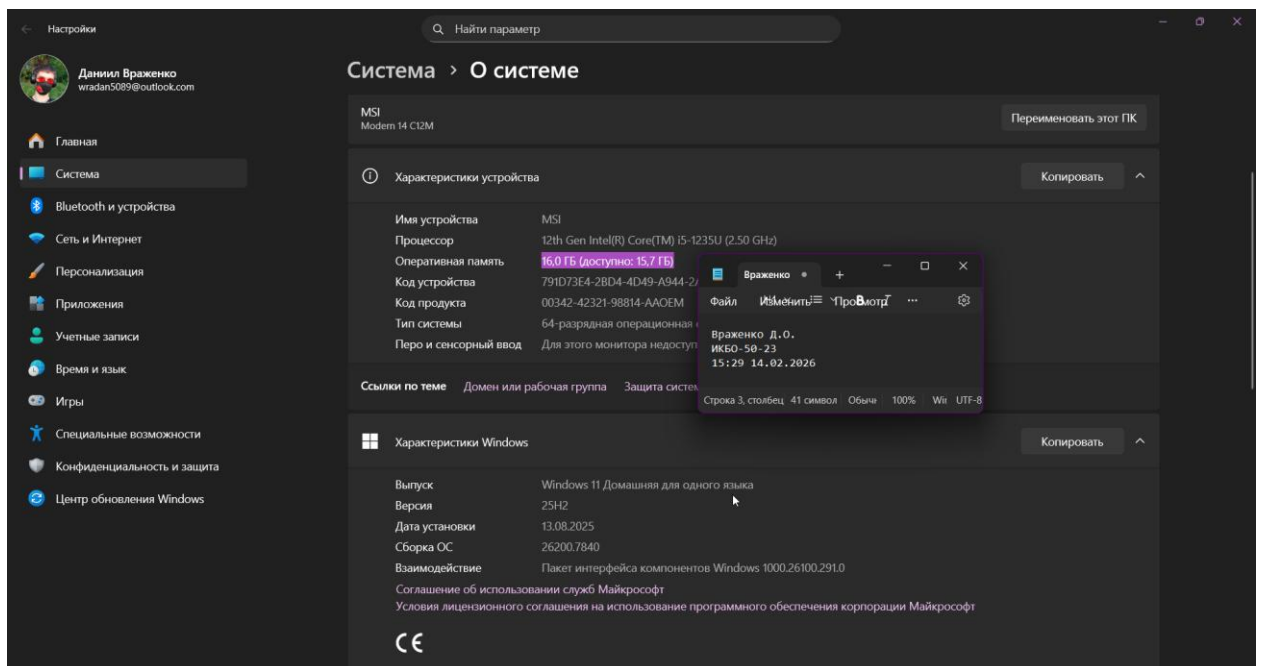 Настройки
Найти параметр
Даниил Враженко
wradan5089@outlook.com
Главная
Система
Bluetooth и устройства
Сеть и Интернет
Персонализация
Приложения
Учетные записи
Время и язык
Игры
Специальные возможности
Конфиденциальность и защита
Центр обновления Windows
Система > О системе
MSI
Modern 14 C12M
Переименовать этот ПК
Характеристики устройства
Копировать
Имя устройства MSI
Процессор 12th Gen Intel(R) Core(TM) i5-1235U (2.50 GHz)
Оперативная память 16,0 ГБ (доступно: 15,7 ГБ)
Код устройства 791D73E4-2BD4-4D49-A944-2
Код продукта 00342-42321-98814-AAOEM
Тип системы 64-разрядная операционная
Перо и сенсорный ввод Для этого монитора недоступ
Ссылки по теме Домен или рабочая группа Защита систем
Враженко
Файл Изменить Просмотр
Враженко Д.О.
ИКБО-50-23
15:29 14.02.2026
Строка 3, столбец 41 символ Обычн 100% Win UTF-8
Характеристики Windows
Копировать
Выпуск Windows 11 Домашняя для одного языка
Версия 25H2
Дата установки 13.08.2025
Сборка ОС 26200.7840
Взаимодействие Пакет интерфейса компонентов Windows 1000.26100.291.0
Соглашение об использовании служб Майкрософт
Условия лицензионного соглашения на использование программного обеспечения корпорации Майкрософт
CE